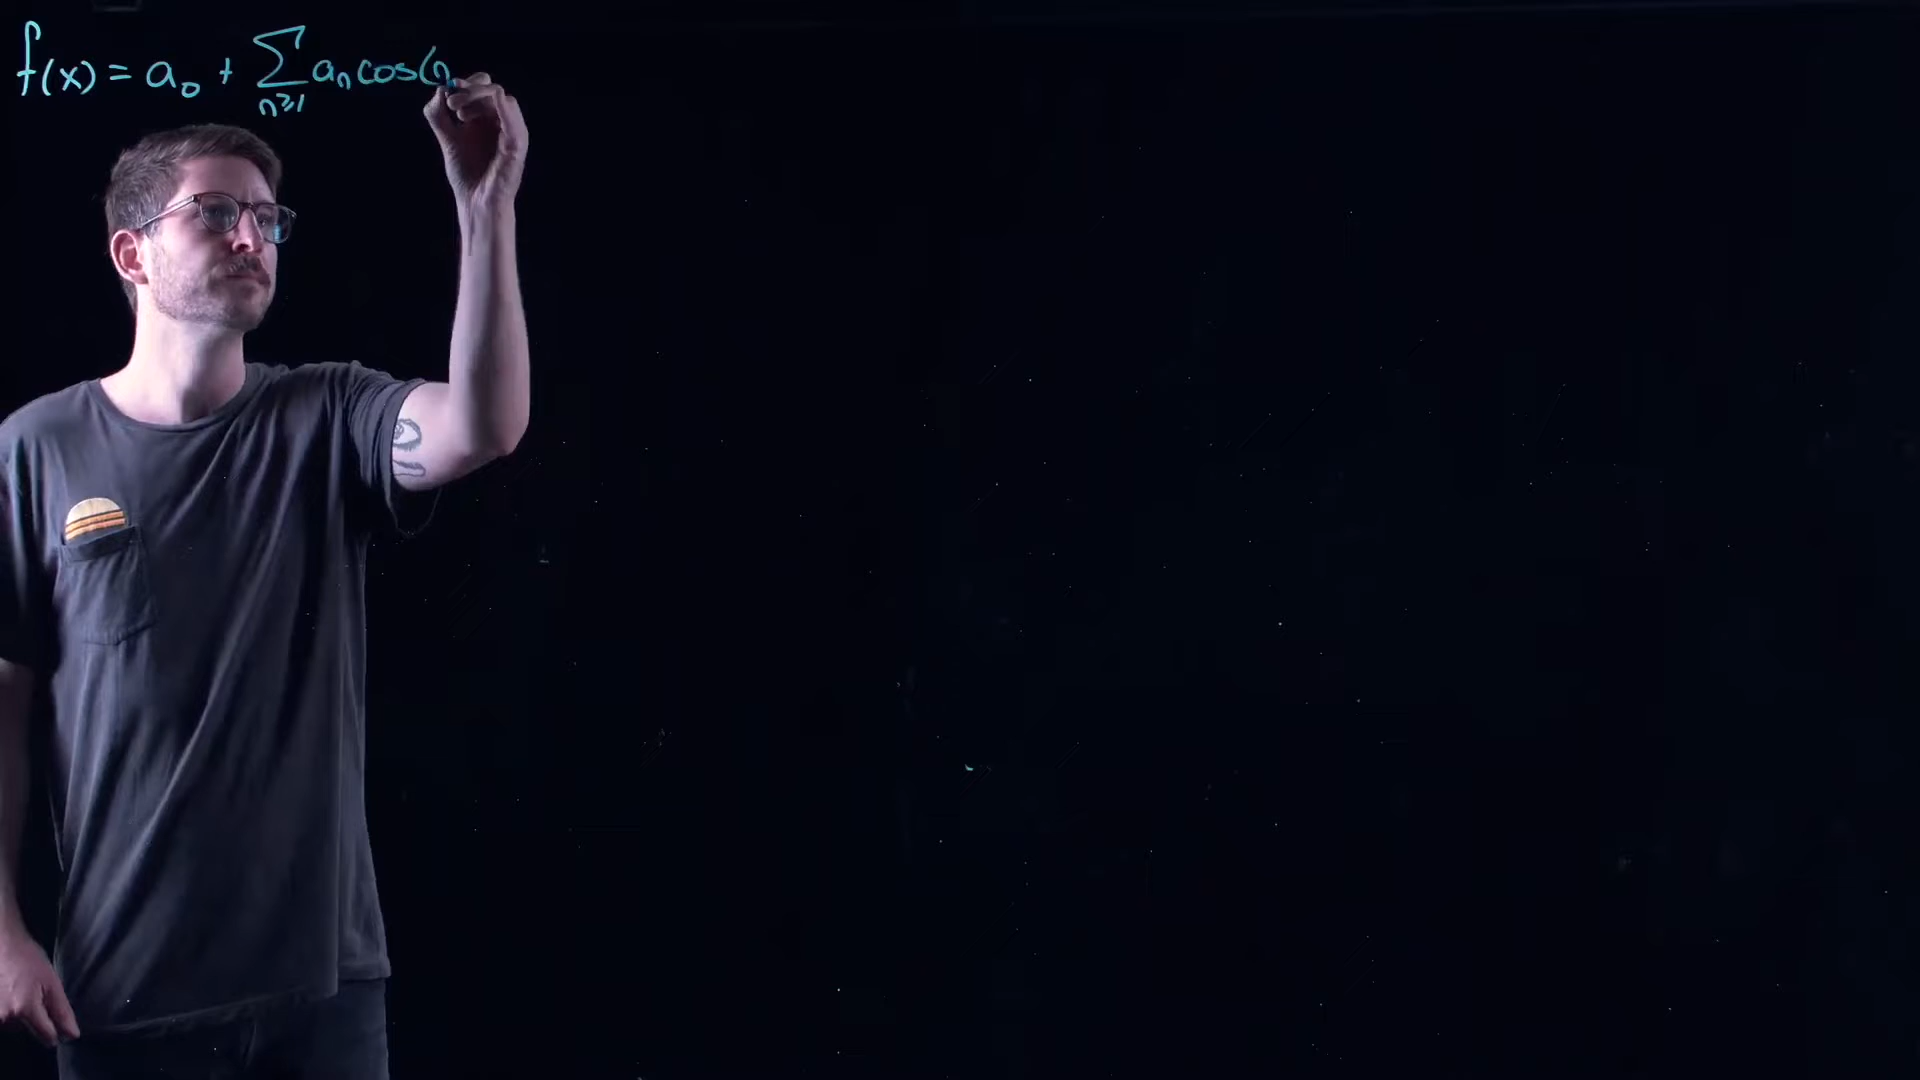 f(x) = a₀ + ∑ aₙ cos(n
n≥1